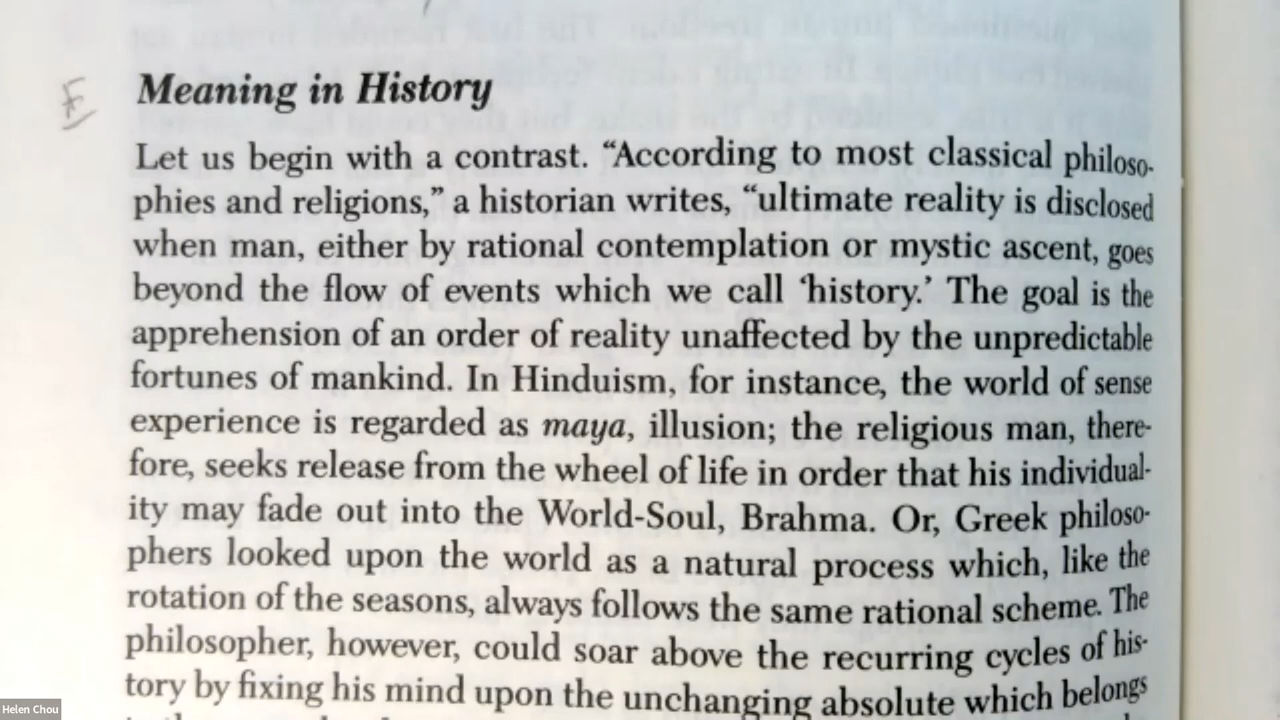 E
Meaning in History
Let us begin with a contrast. “According to most classical philoso-
phies and religions,” a historian writes, “ultimate reality is disclosed
when man, either by rational contemplation or mystic ascent, goes
beyond the flow of events which we call ‘history.’ The goal is the
apprehension of an order of reality unaffected by the unpredictable
fortunes of mankind. In Hinduism, for instance, the world of sense
experience is regarded as maya, illusion; the religious man, there-
fore, seeks release from the wheel of life in order that his individual-
ity may fade out into the World-Soul, Brahma. Or, Greek philoso-
phers looked upon the world as a natural process which, like the
rotation of the seasons, always follows the same rational scheme. The
philosopher, however, could soar above the recurring cycles of his-
tory by fixing his mind upon the unchanging absolute which belongs
Helen Chou